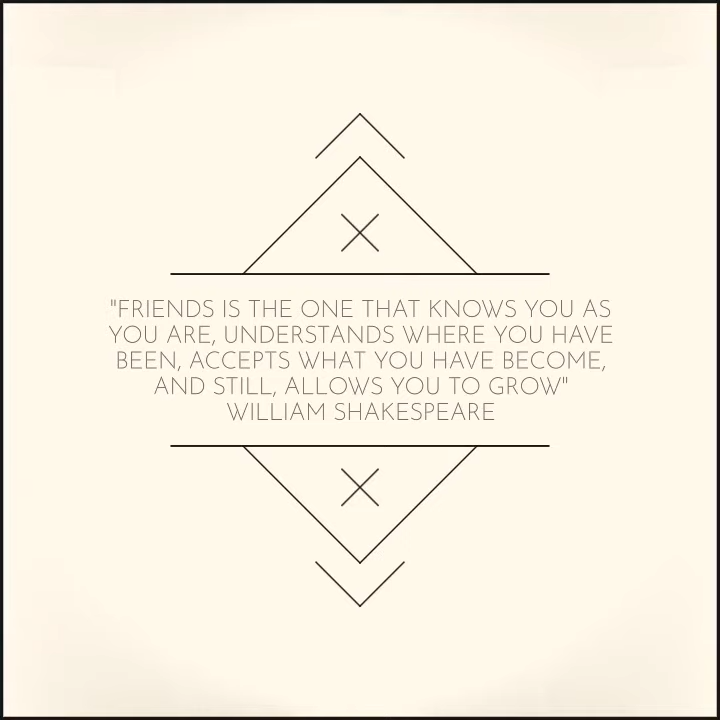 "FRIENDS IS THE ONE THAT KNOWS YOU AS
YOU ARE, UNDERSTANDS WHERE YOU HAVE
BEEN, ACCEPTS WHAT YOU HAVE BECOME,
AND STILL, ALLOWS YOU TO GROW"
WILLIAM SHAKESPEARE